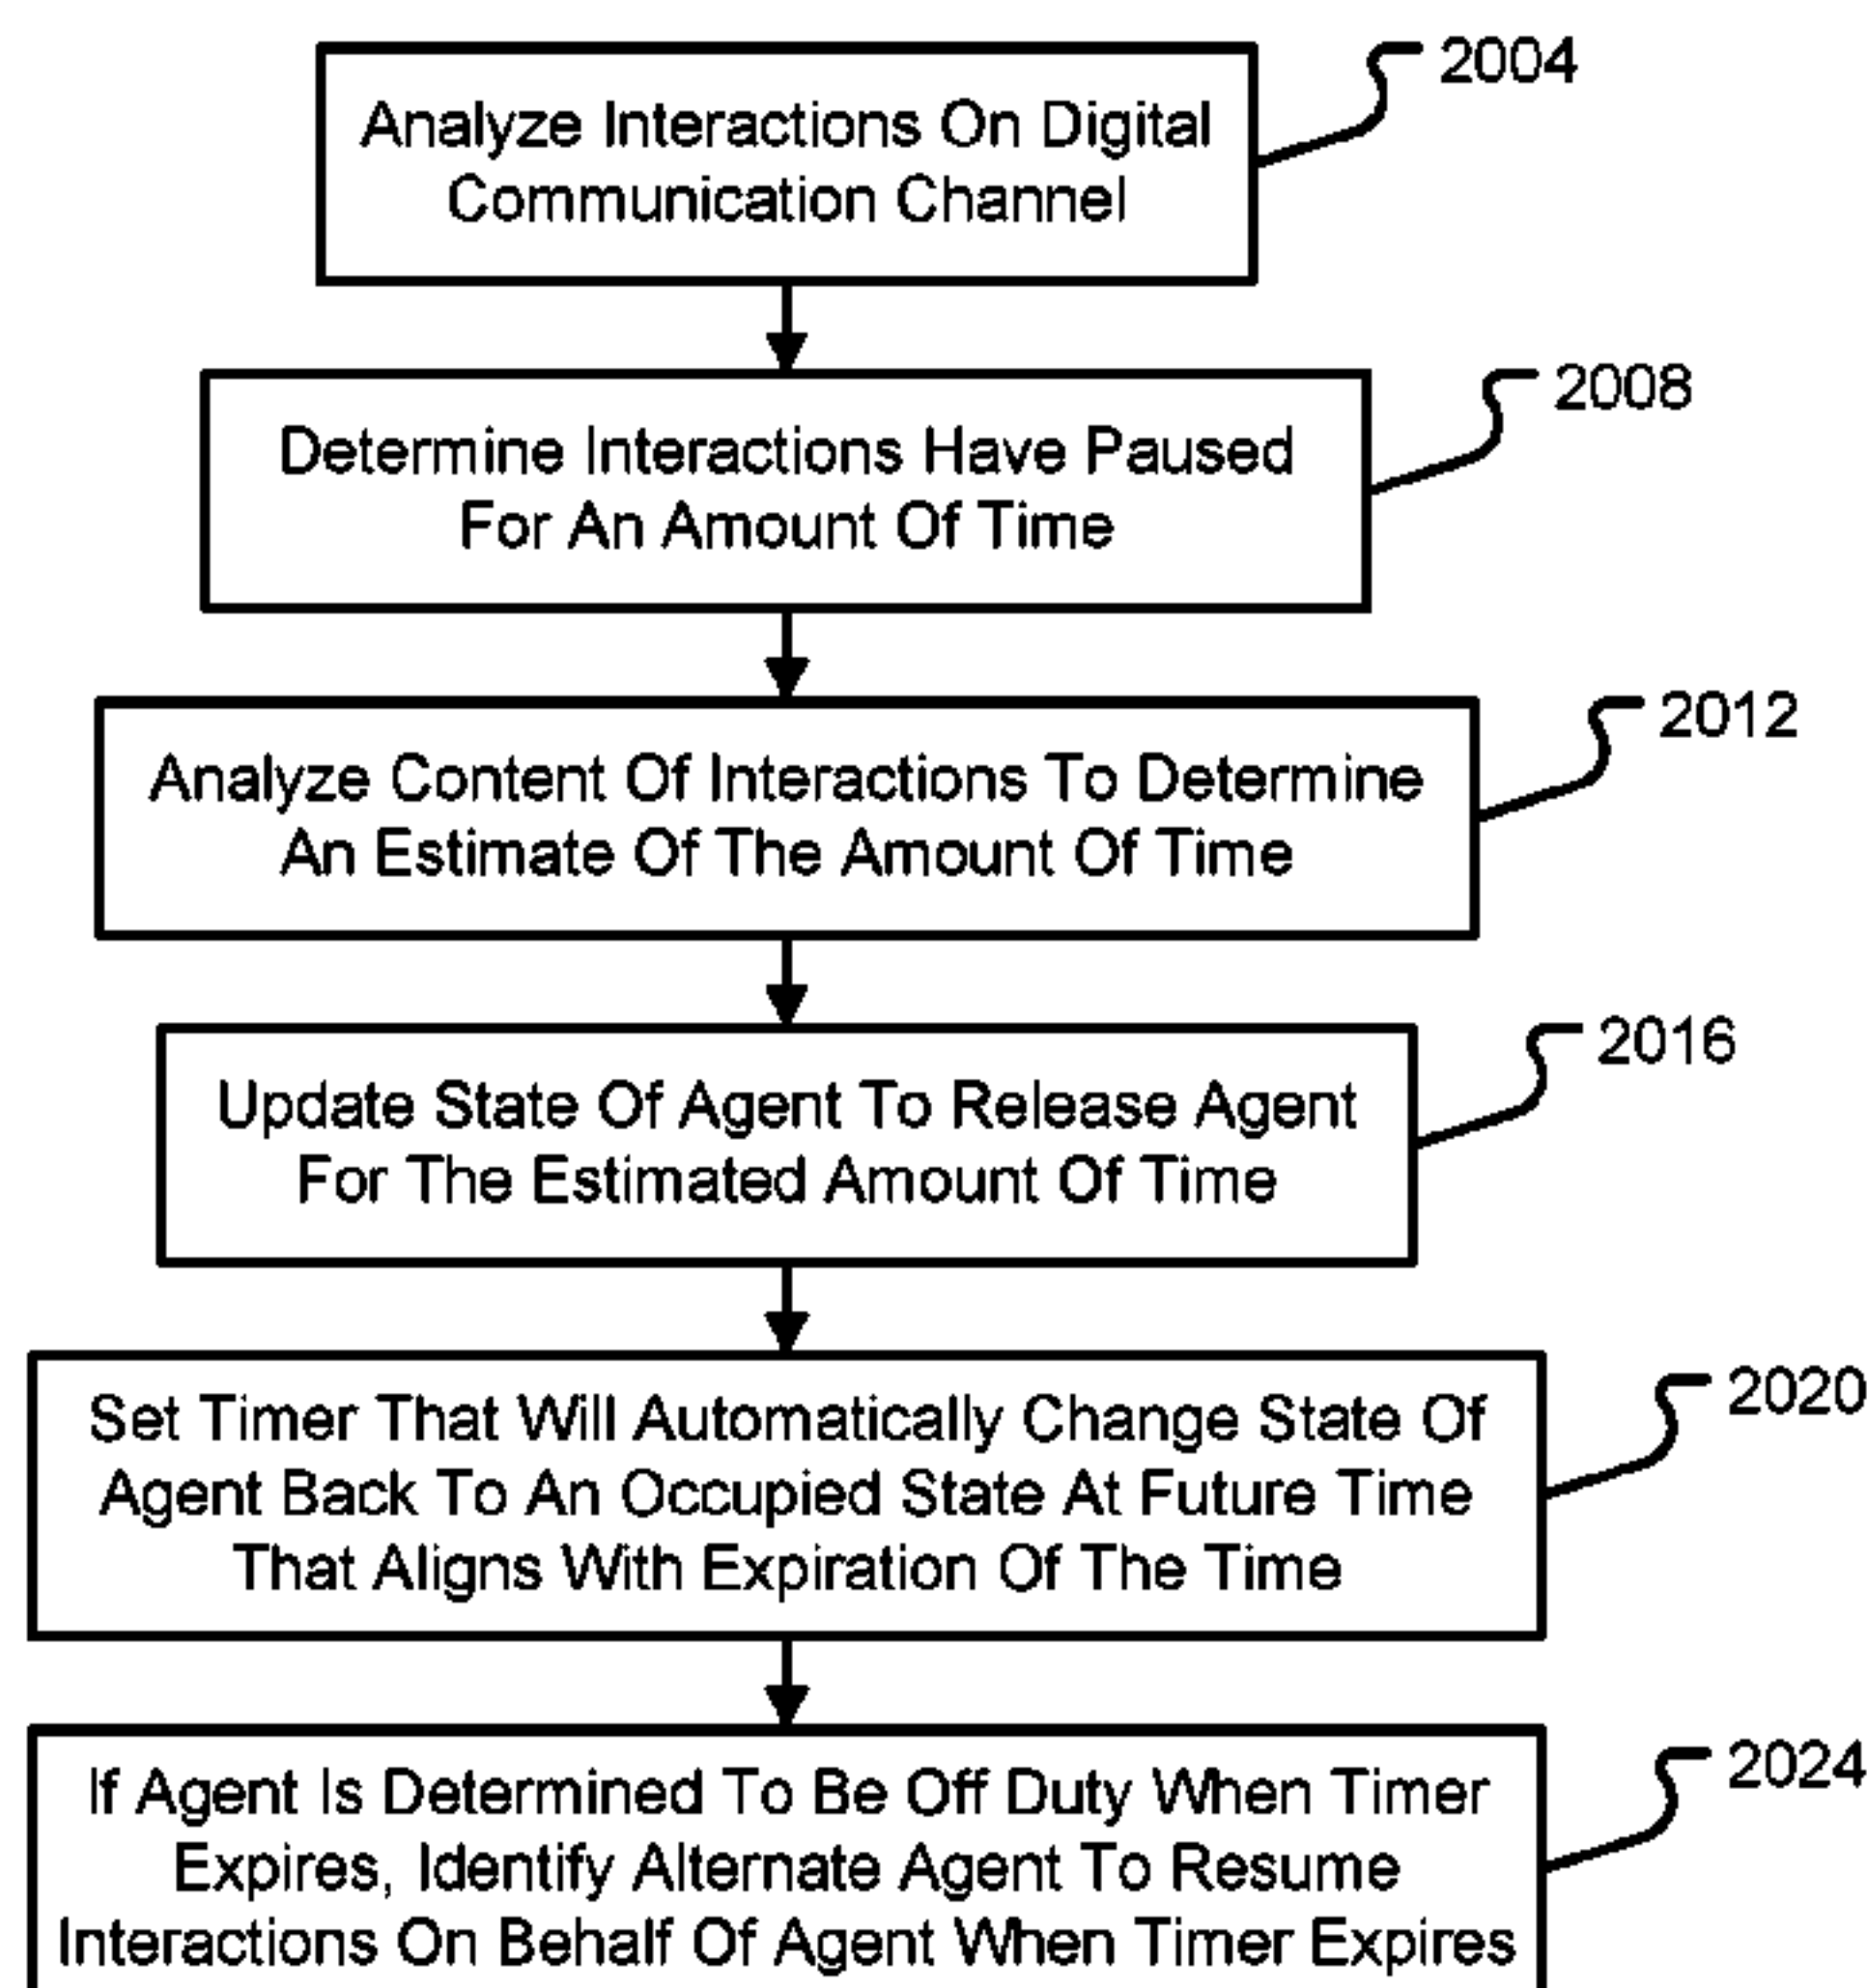 2004
Analyze Interactions On Digital
Communication Channel
2008
Determine Interactions Have Paused
For An Amount Of Time
2012
Analyze Content Of Interactions To Determine
An Estimate Of The Amount Of Time
2016
Update State Of Agent To Release Agent
For The Estimated Amount Of Time
2020
Set Timer That Will Automatically Change State Of
Agent Back To An Occupied State At Future Time
That Aligns With Expiration Of The Time
2024
If Agent Is Determined To Be Off Duty When Timer
Expires, Identify Alternate Agent To Resume
Interactions On Behalf Of Agent When Timer Expires